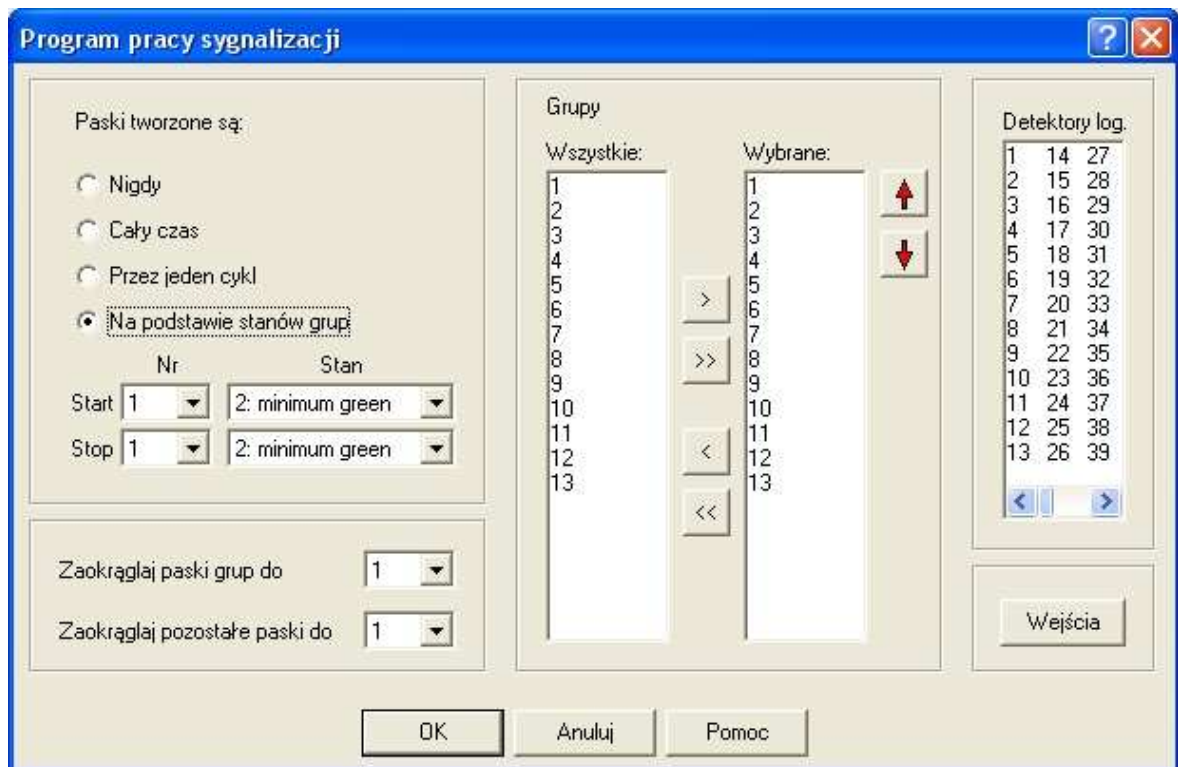 Program pracy sygnalizacji
Paski tworzone są:
Nigdy
Cały czas
Przez jeden cykl
Na podstawie stanów grup
Nr Stan
Start 1 2: minimum green
Stop 1 2: minimum green
Zaokrąglaj paski grup do 1
Zaokrąglaj pozostałe paski do 1
Grupy
Wszystkie: Wybrane:
1 1
2 2
3 3
4 4
5 5
6 6
7 7
8 8
9 9
10 10
11 11
12 12
13 13
>
>>
<
<<
Detektory log.
1 14 27
2 15 28
3 16 29
4 17 30
5 18 31
6 19 32
7 20 33
8 21 34
9 22 35
10 23 36
11 24 37
12 25 38
13 26 39
Wejścia
OK Anuluj Pomoc